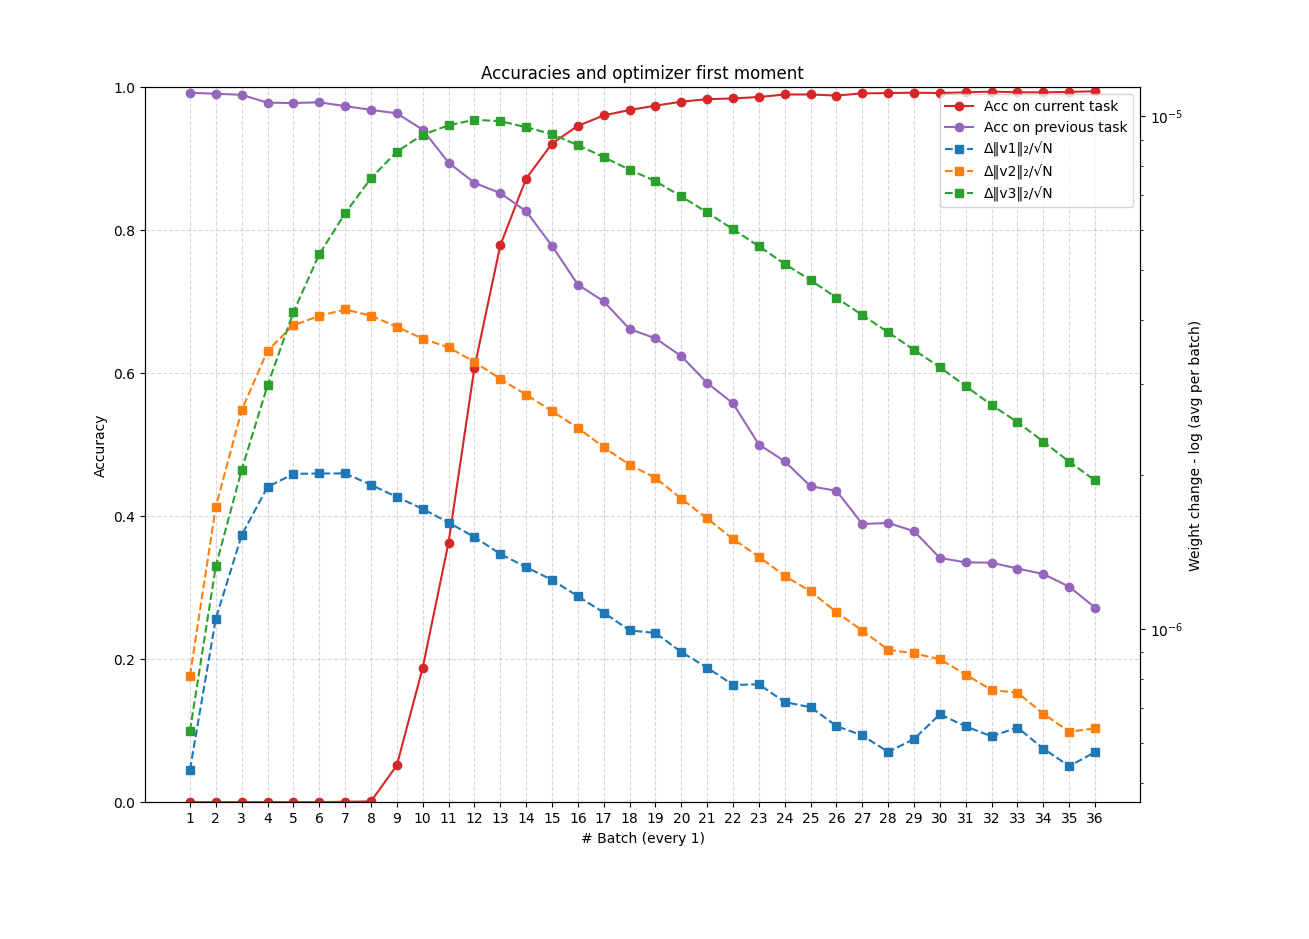 Accuracies and optimizer first moment
Acc on current task
Acc on previous task
Δ‖v1‖₂/√N
Δ‖v2‖₂/√N
Δ‖v3‖₂/√N
1.0
0.8
0.6
0.4
0.2
0.0
Accuracy
10⁻⁵
10⁻⁶
Weight change - log (avg per batch)
1 2 3 4 5 6 7 8 9 10 11 12 13 14 15 16 17 18 19 20 21 22 23 24 25 26 27 28 29 30 31 32 33 34 35 36
# Batch (every 1)